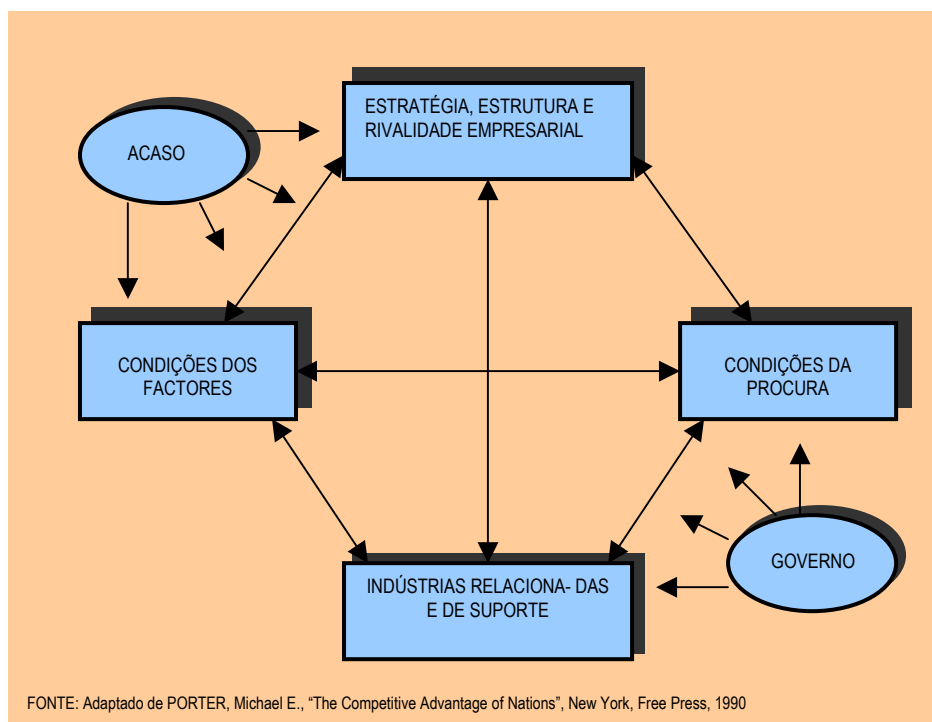 ESTRATÉGIA, ESTRUTURA E
RIVALIDADE EMPRESARIAL
ACASO
CONDIÇÕES DOS
FACTORES
CONDIÇÕES DA
PROCURA
GOVERNO
INDÚSTRIAS RELACIONA- DAS
E DE SUPORTE
FONTE: Adaptado de PORTER, Michael E., “The Competitive Advantage of Nations”, New York, Free Press, 1990